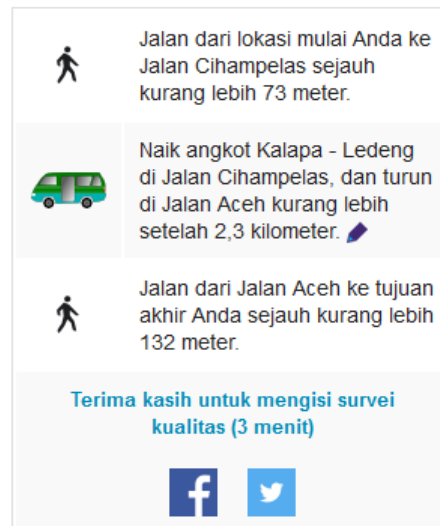 Jalan dari lokasi mulai Anda ke
Jalan Cihampelas sejauh
kurang lebih 73 meter.
Naik angkot Kalapa - Ledeng
di Jalan Cihampelas, dan turun
di Jalan Aceh kurang lebih
setelah 2,3 kilometer.
Jalan dari Jalan Aceh ke tujuan
akhir Anda sejauh kurang lebih
132 meter.
Terima kasih untuk mengisi survei
kualitas (3 menit)